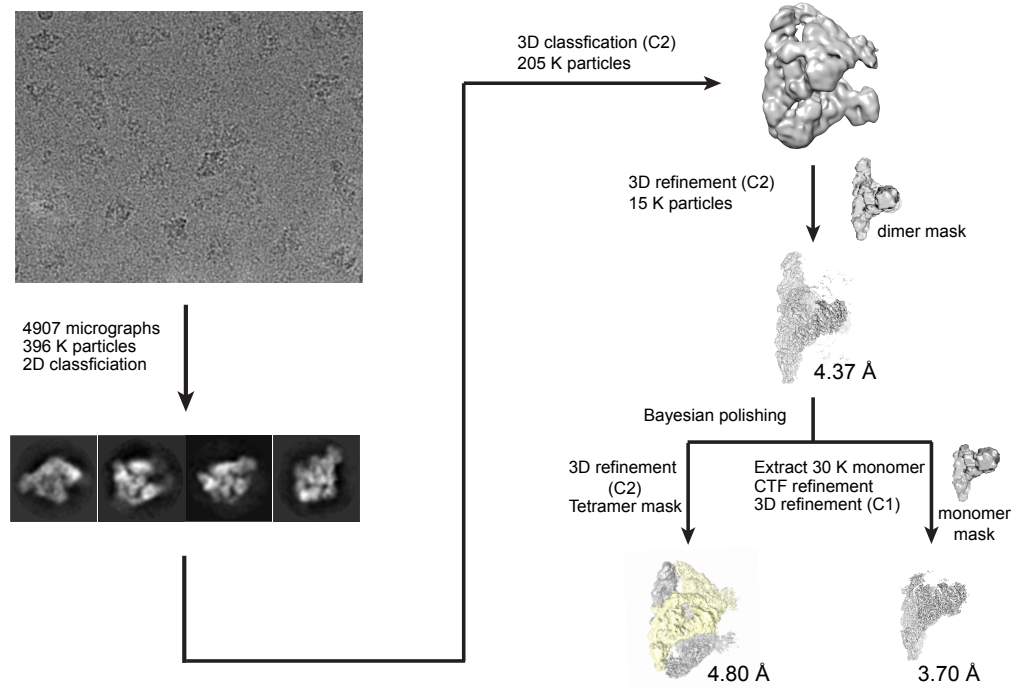 4907 micrographs
396 K particles
2D classficiation
3D classfication (C2)
205 K particles
3D refinement (C2)
15 K particles
dimer mask
4.37 Å
Bayesian polishing
3D refinement
(C2)
Tetramer mask
Extract 30 K monomer
CTF refinement
3D refinement (C1)
monomer
mask
4.80 Å
3.70 Å